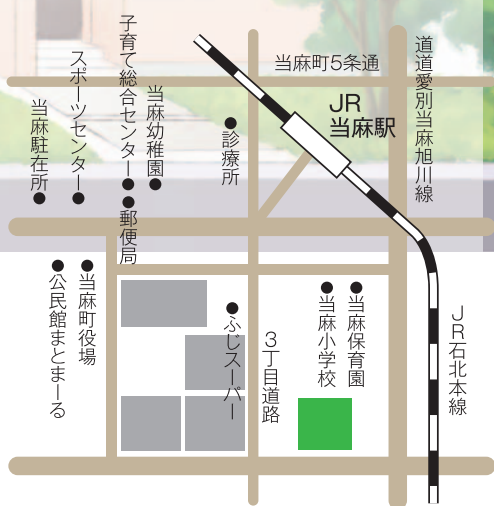 当麻町5条通
道道愛別当麻旭川線
JR
当麻駅
診療所
子育て総合センター
当麻幼稚園
スポーツセンター
当麻駐在所
郵便局
公民館まとまーる
当麻町役場
ふじスーパー
3丁目道路
当麻小学校
当麻保育園
JR石北本線